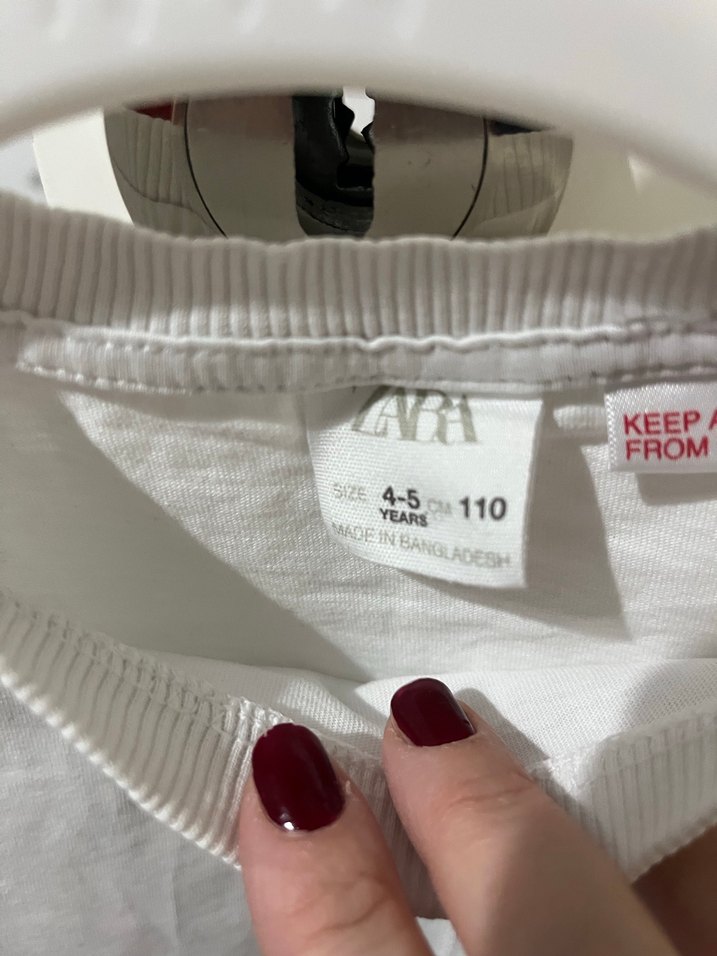 ZARA
SIZE 4-5 YEARS CM 110
MADE IN BANGLADESH
KEEP A
FROM